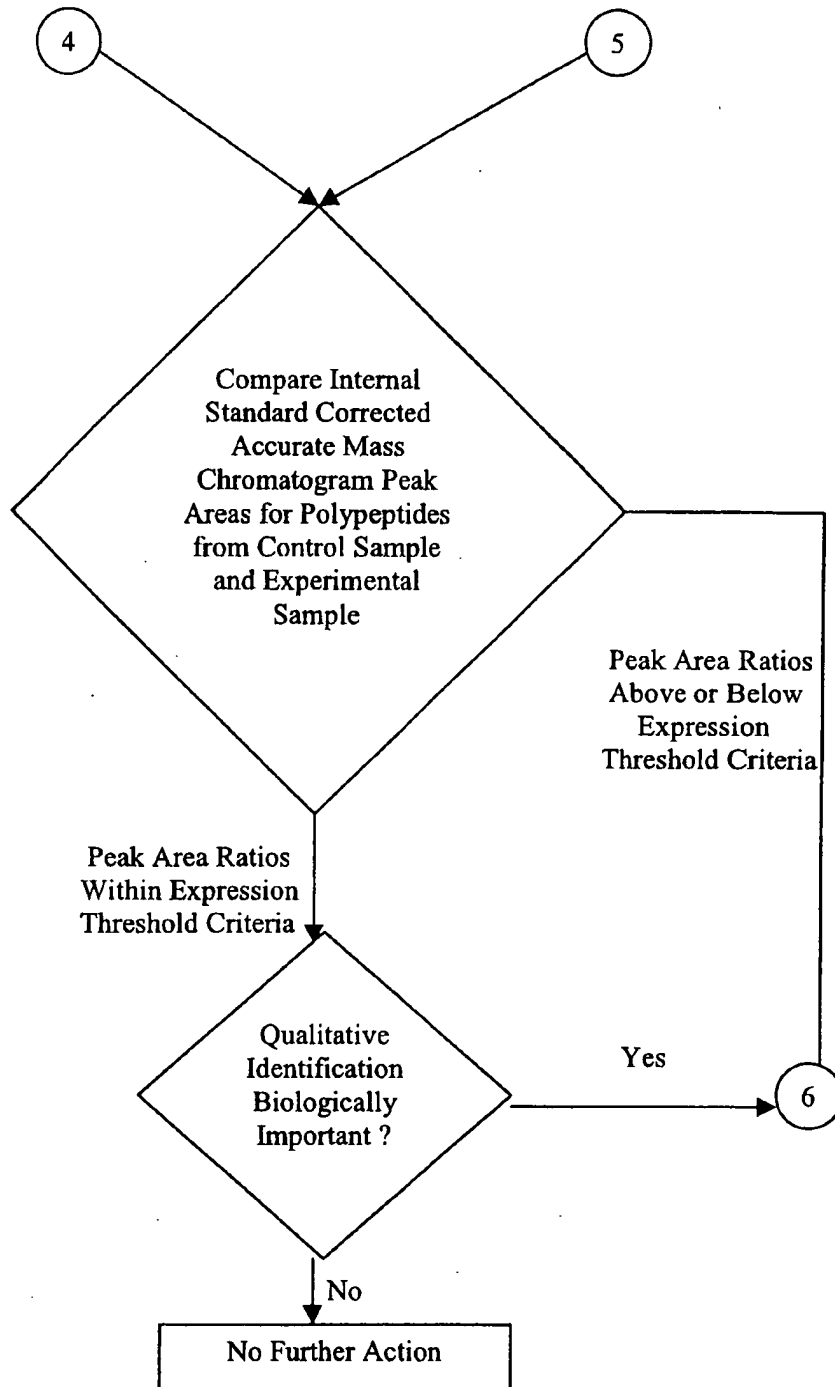 4
5
Compare Internal
Standard Corrected
Accurate Mass
Chromatogram Peak
Areas for Polypeptides
from Control Sample
and Experimental
Sample
Peak Area Ratios
Above or Below
Expression
Threshold Criteria
Peak Area Ratios
Within Expression
Threshold Criteria
Qualitative
Identification
Biologically
Important ?
Yes
6
No
No Further Action